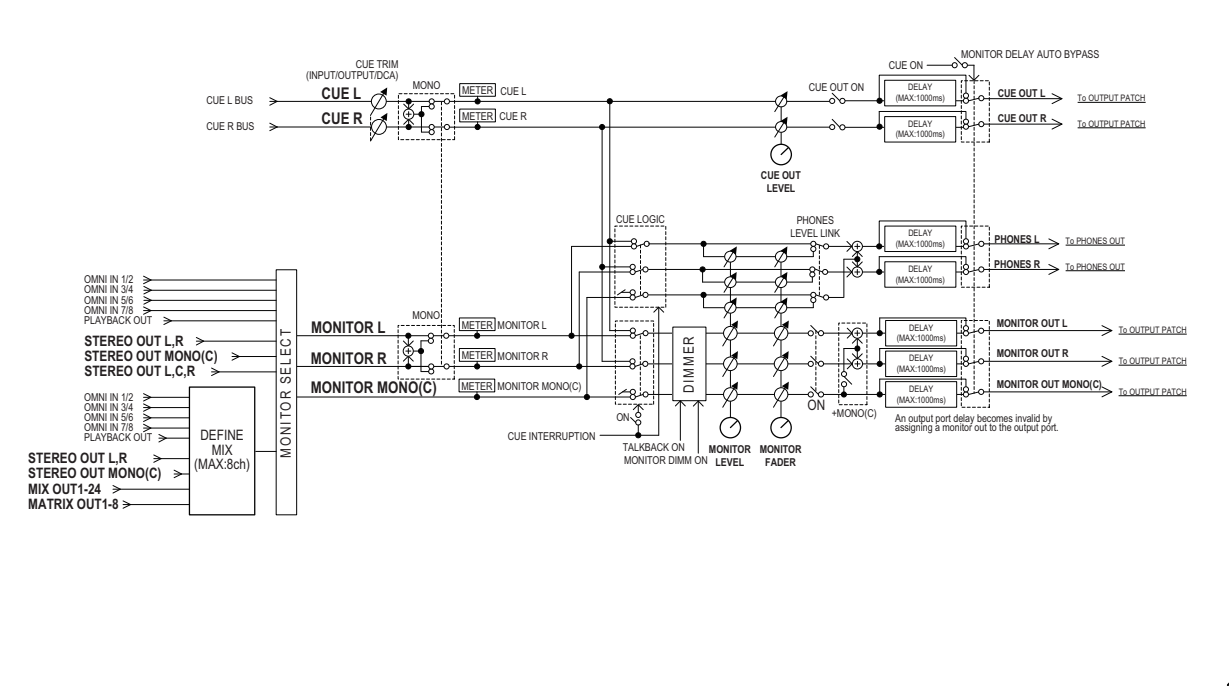 MONITOR DELAY AUTO BYPASS
CUE TRIM
(INPUT/OUTPUT/DCA)
CUE ON
MONO
CUE L BUS
CUE L
METER CUE L
CUE OUT ON
DELAY
(MAX:1000ms)
CUE OUT L
To OUTPUT PATCH
CUE R BUS
CUE R
METER CUE R
DELAY
(MAX:1000ms)
CUE OUT R
To OUTPUT PATCH
CUE OUT
LEVEL
CUE LOGIC
PHONES
LEVEL LINK
DELAY
(MAX:1000ms)
PHONES L
To PHONES OUT
DELAY
(MAX:1000ms)
PHONES R
To PHONES OUT
OMNI IN 1/2
OMNI IN 3/4
OMNI IN 5/6
OMNI IN 7/8
PLAYBACK OUT
STEREO OUT L,R
STEREO OUT MONO(C)
STEREO OUT L,C,R
MONITOR SELECT
MONO
MONITOR L
METER MONITOR L
MONITOR R
METER MONITOR R
MONITOR MONO(C)
METER MONITOR MONO(C)
DIMMER
DELAY
(MAX:1000ms)
MONITOR OUT L
To OUTPUT PATCH
DELAY
(MAX:1000ms)
MONITOR OUT R
To OUTPUT PATCH
DELAY
(MAX:1000ms)
MONITOR OUT MONO(C)
To OUTPUT PATCH
ON
ON
+MONO(C)
An output port delay becomes invalid by
assigning a monitor out to the output port.
CUE INTERRUPTION
TALKBACK ON
MONITOR DIMM ON
MONITOR
LEVEL
MONITOR
FADER
OMNI IN 1/2
OMNI IN 3/4
OMNI IN 5/6
OMNI IN 7/8
PLAYBACK OUT
STEREO OUT L,R
STEREO OUT MONO(C)
MIX OUT1-24
MATRIX OUT1-8
DEFINE
MIX
(MAX:8ch)